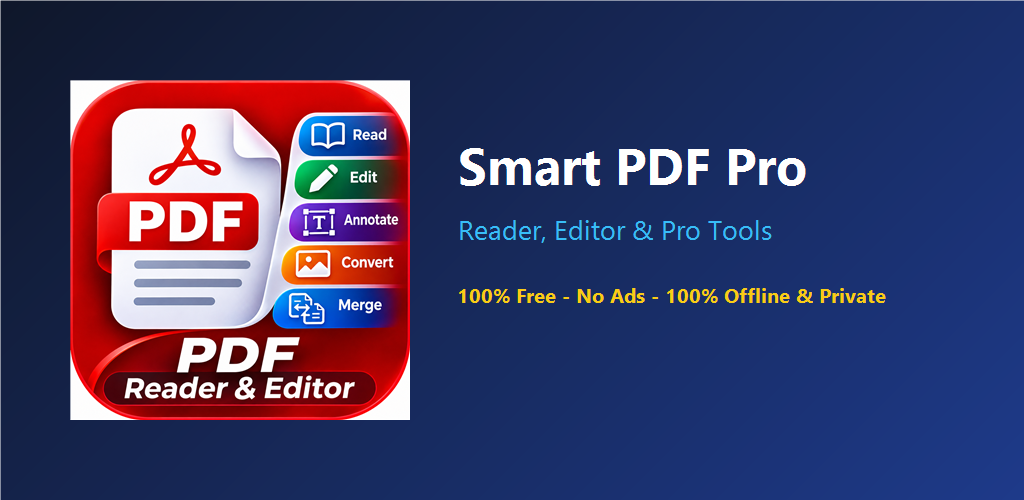 Read
Edit
T
Annotate
Convert
Merge
PDF
PDF
Reader & Editor
Smart PDF Pro
Reader, Editor & Pro Tools
100% Free - No Ads - 100% Offline & Private